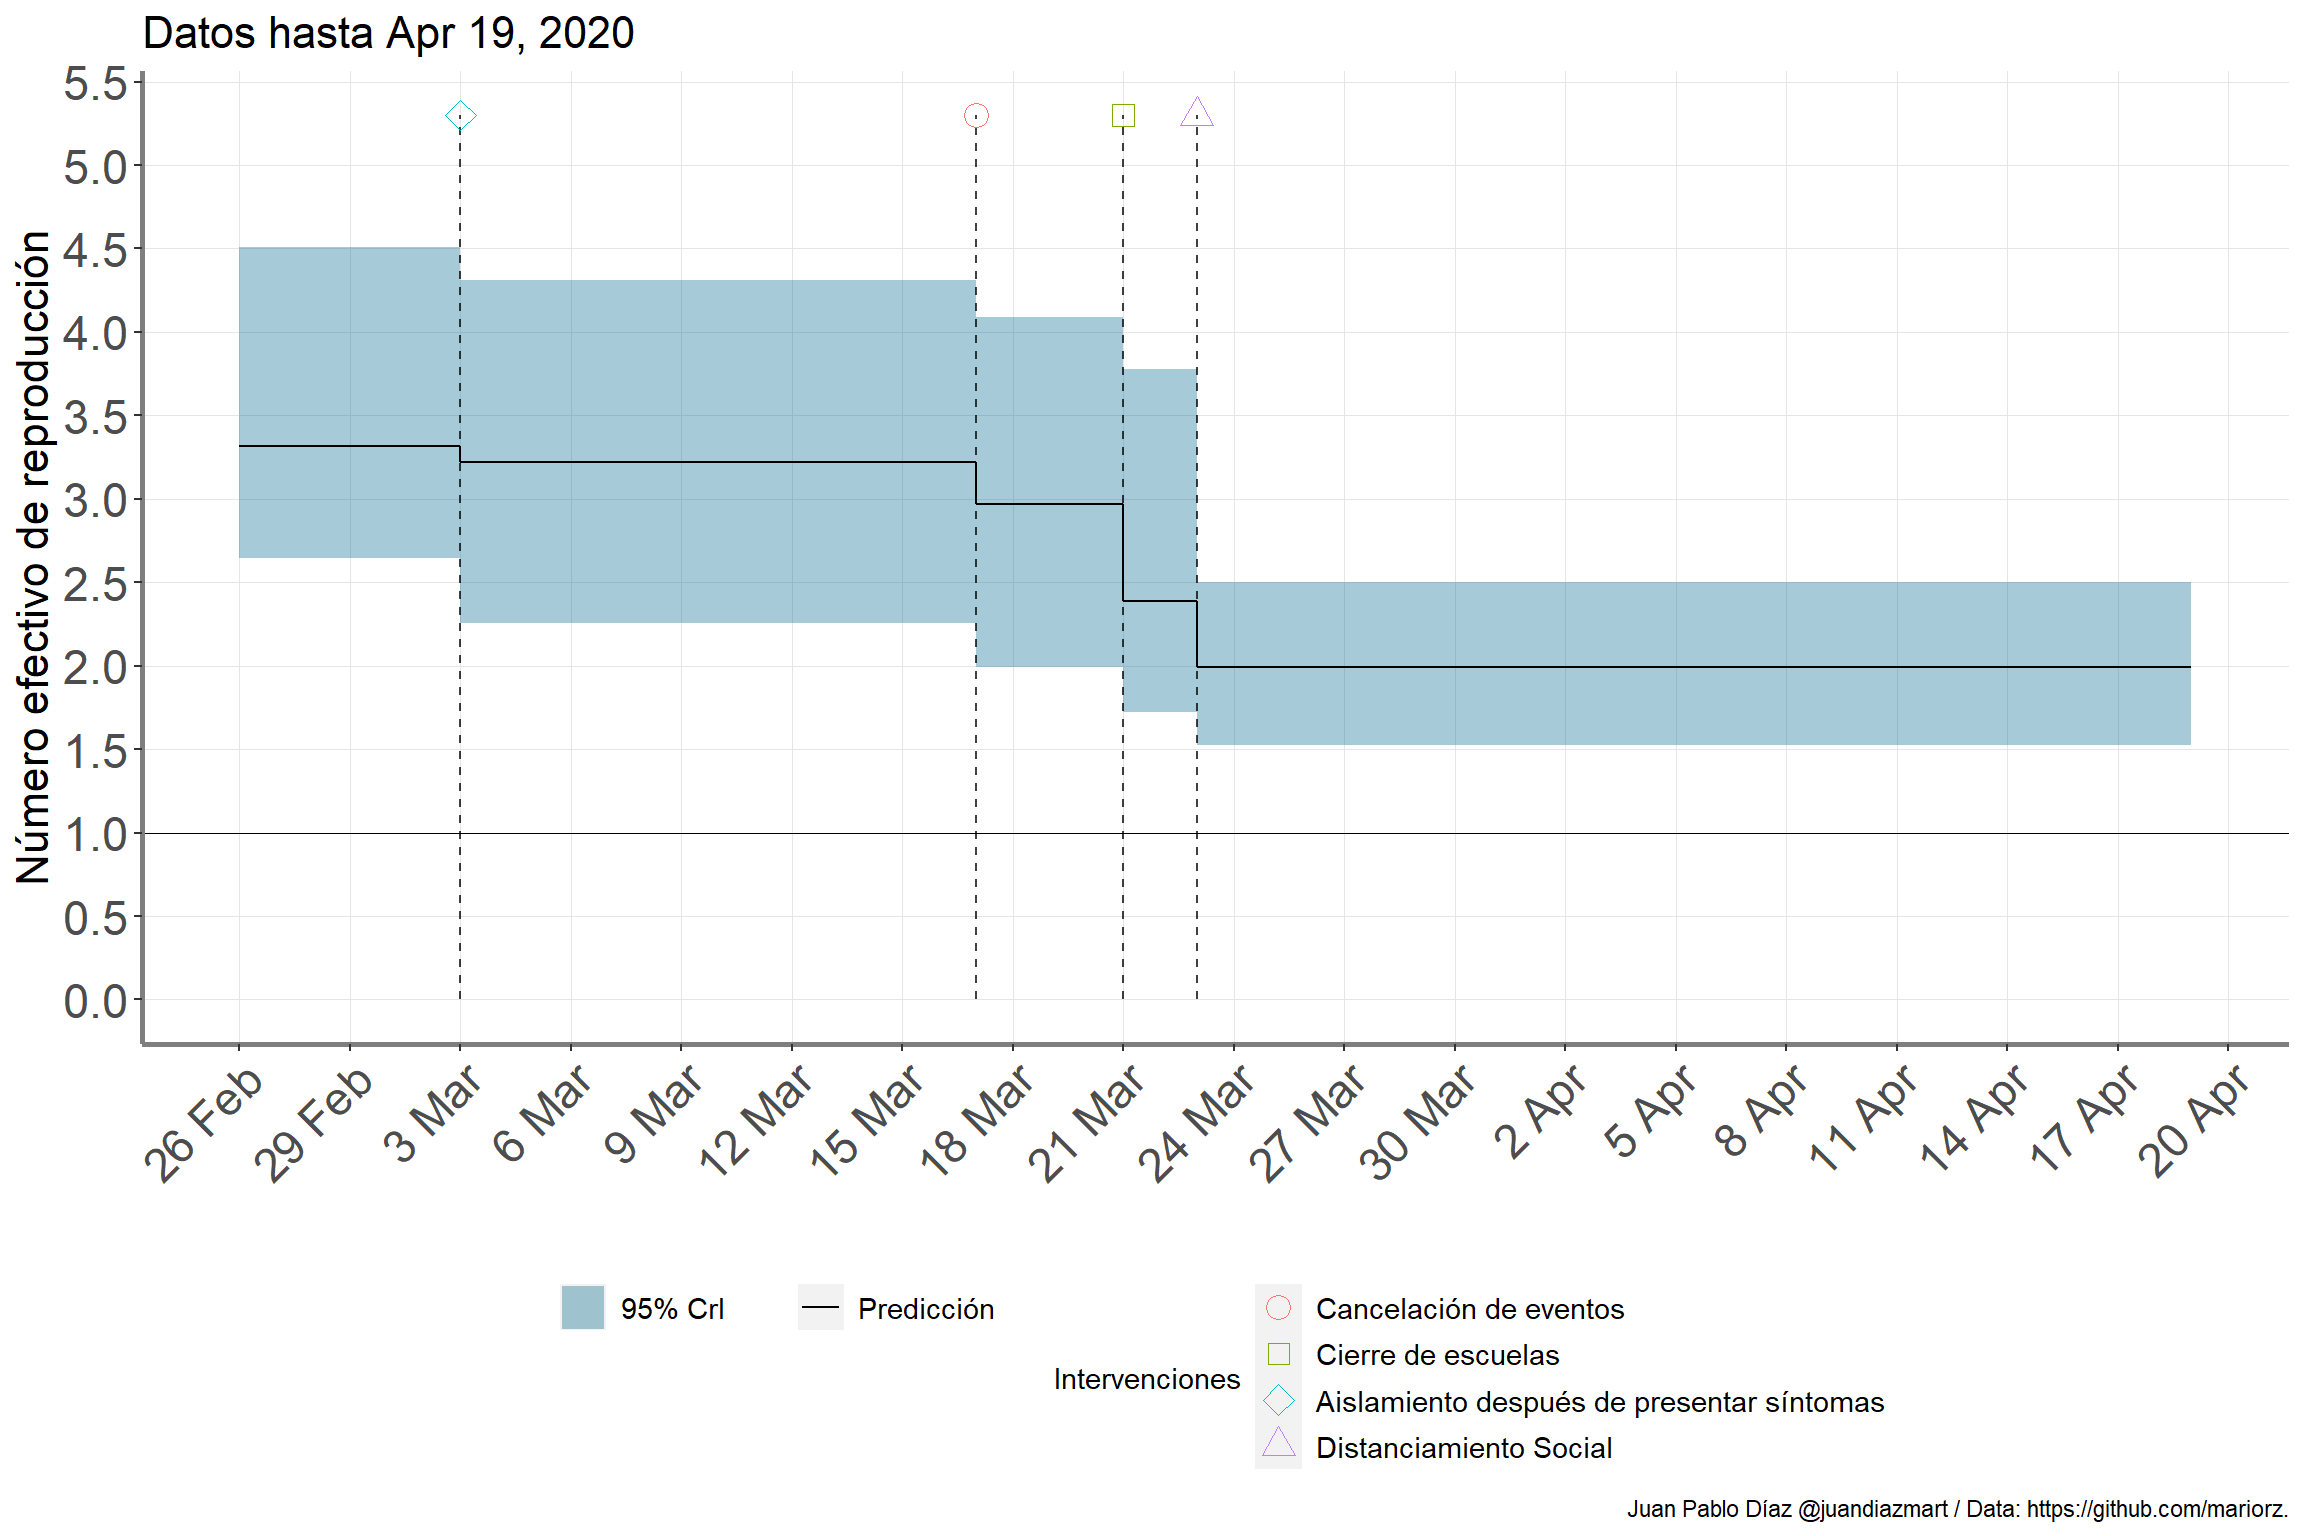 Datos hasta Apr 19, 2020
Número efectivo de reproducción
5.5
5.0
4.5
4.0
3.5
3.0
2.5
2.0
1.5
1.0
0.5
0.0
26 Feb
29 Feb
3 Mar
6 Mar
9 Mar
12 Mar
15 Mar
18 Mar
21 Mar
24 Mar
27 Mar
30 Mar
2 Apr
5 Apr
8 Apr
11 Apr
14 Apr
17 Apr
20 Apr
95% CrI
Predicción
Intervenciones
Cancelación de eventos
Cierre de escuelas
Aislamiento después de presentar síntomas
Distanciamiento Social
Juan Pablo Díaz @juandiazmart / Data: https://github.com/mariorz.